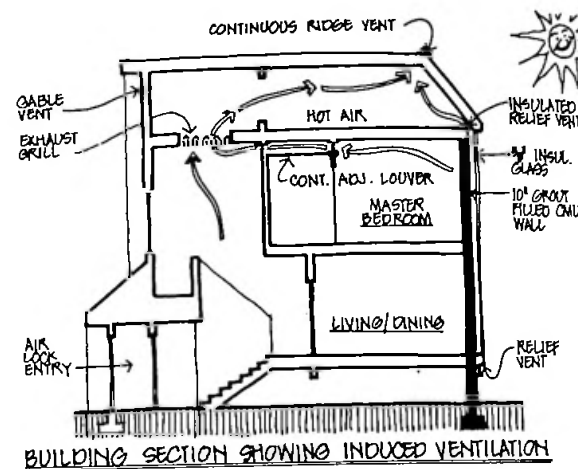 CONTINUOUS RIDGE VENT
GABLE
VENT
EXHAUST
GRILL
HOT AIR
INSULATED
RELIEF VENT
INSUL.
GLASS
CONT. ADJ. LOUVER
MASTER
BEDROOM
10" GROUT
FILLED CMU
WALL
LIVING/DINING
AIR
LOCK
ENTRY
RELIEF
VENT
BUILDING SECTION SHOWING INDUCED VENTILATION